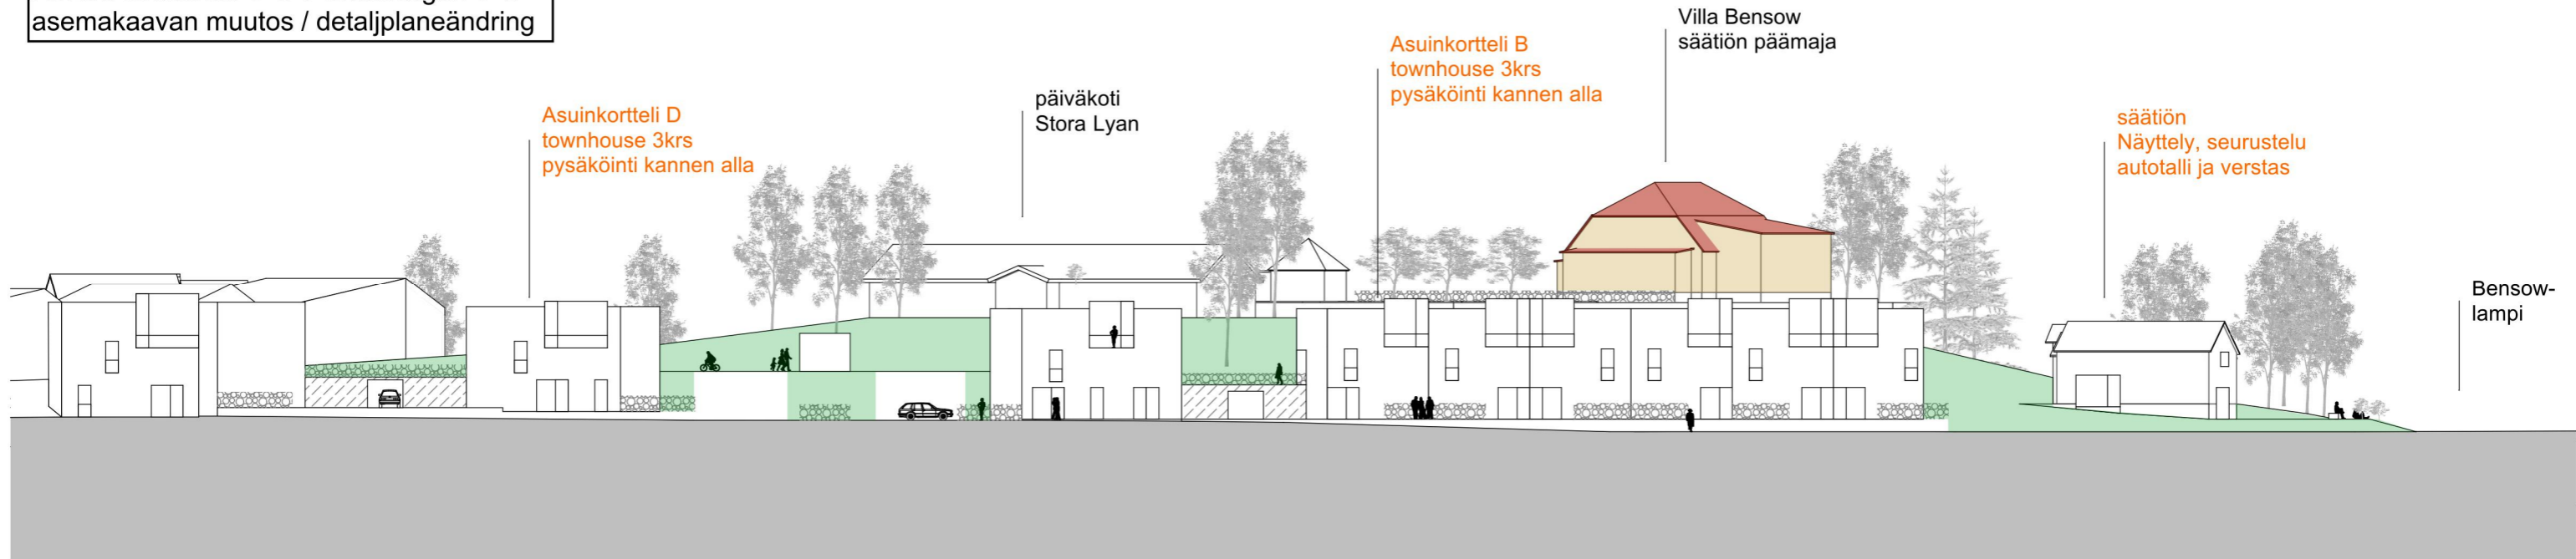 asemakaavan muutos / detaljplaneändring
Villa Bensow
säätiön päämaja
Asuinkortteli B
townhouse 3krs
pysäköinti kannen alla
päiväkoti
Stora Lyan
Asuinkortteli D
townhouse 3krs
pysäköinti kannen alla
säätiön
Näyttely, seurustelu
autotalli ja verstas
Bensow-
lampi